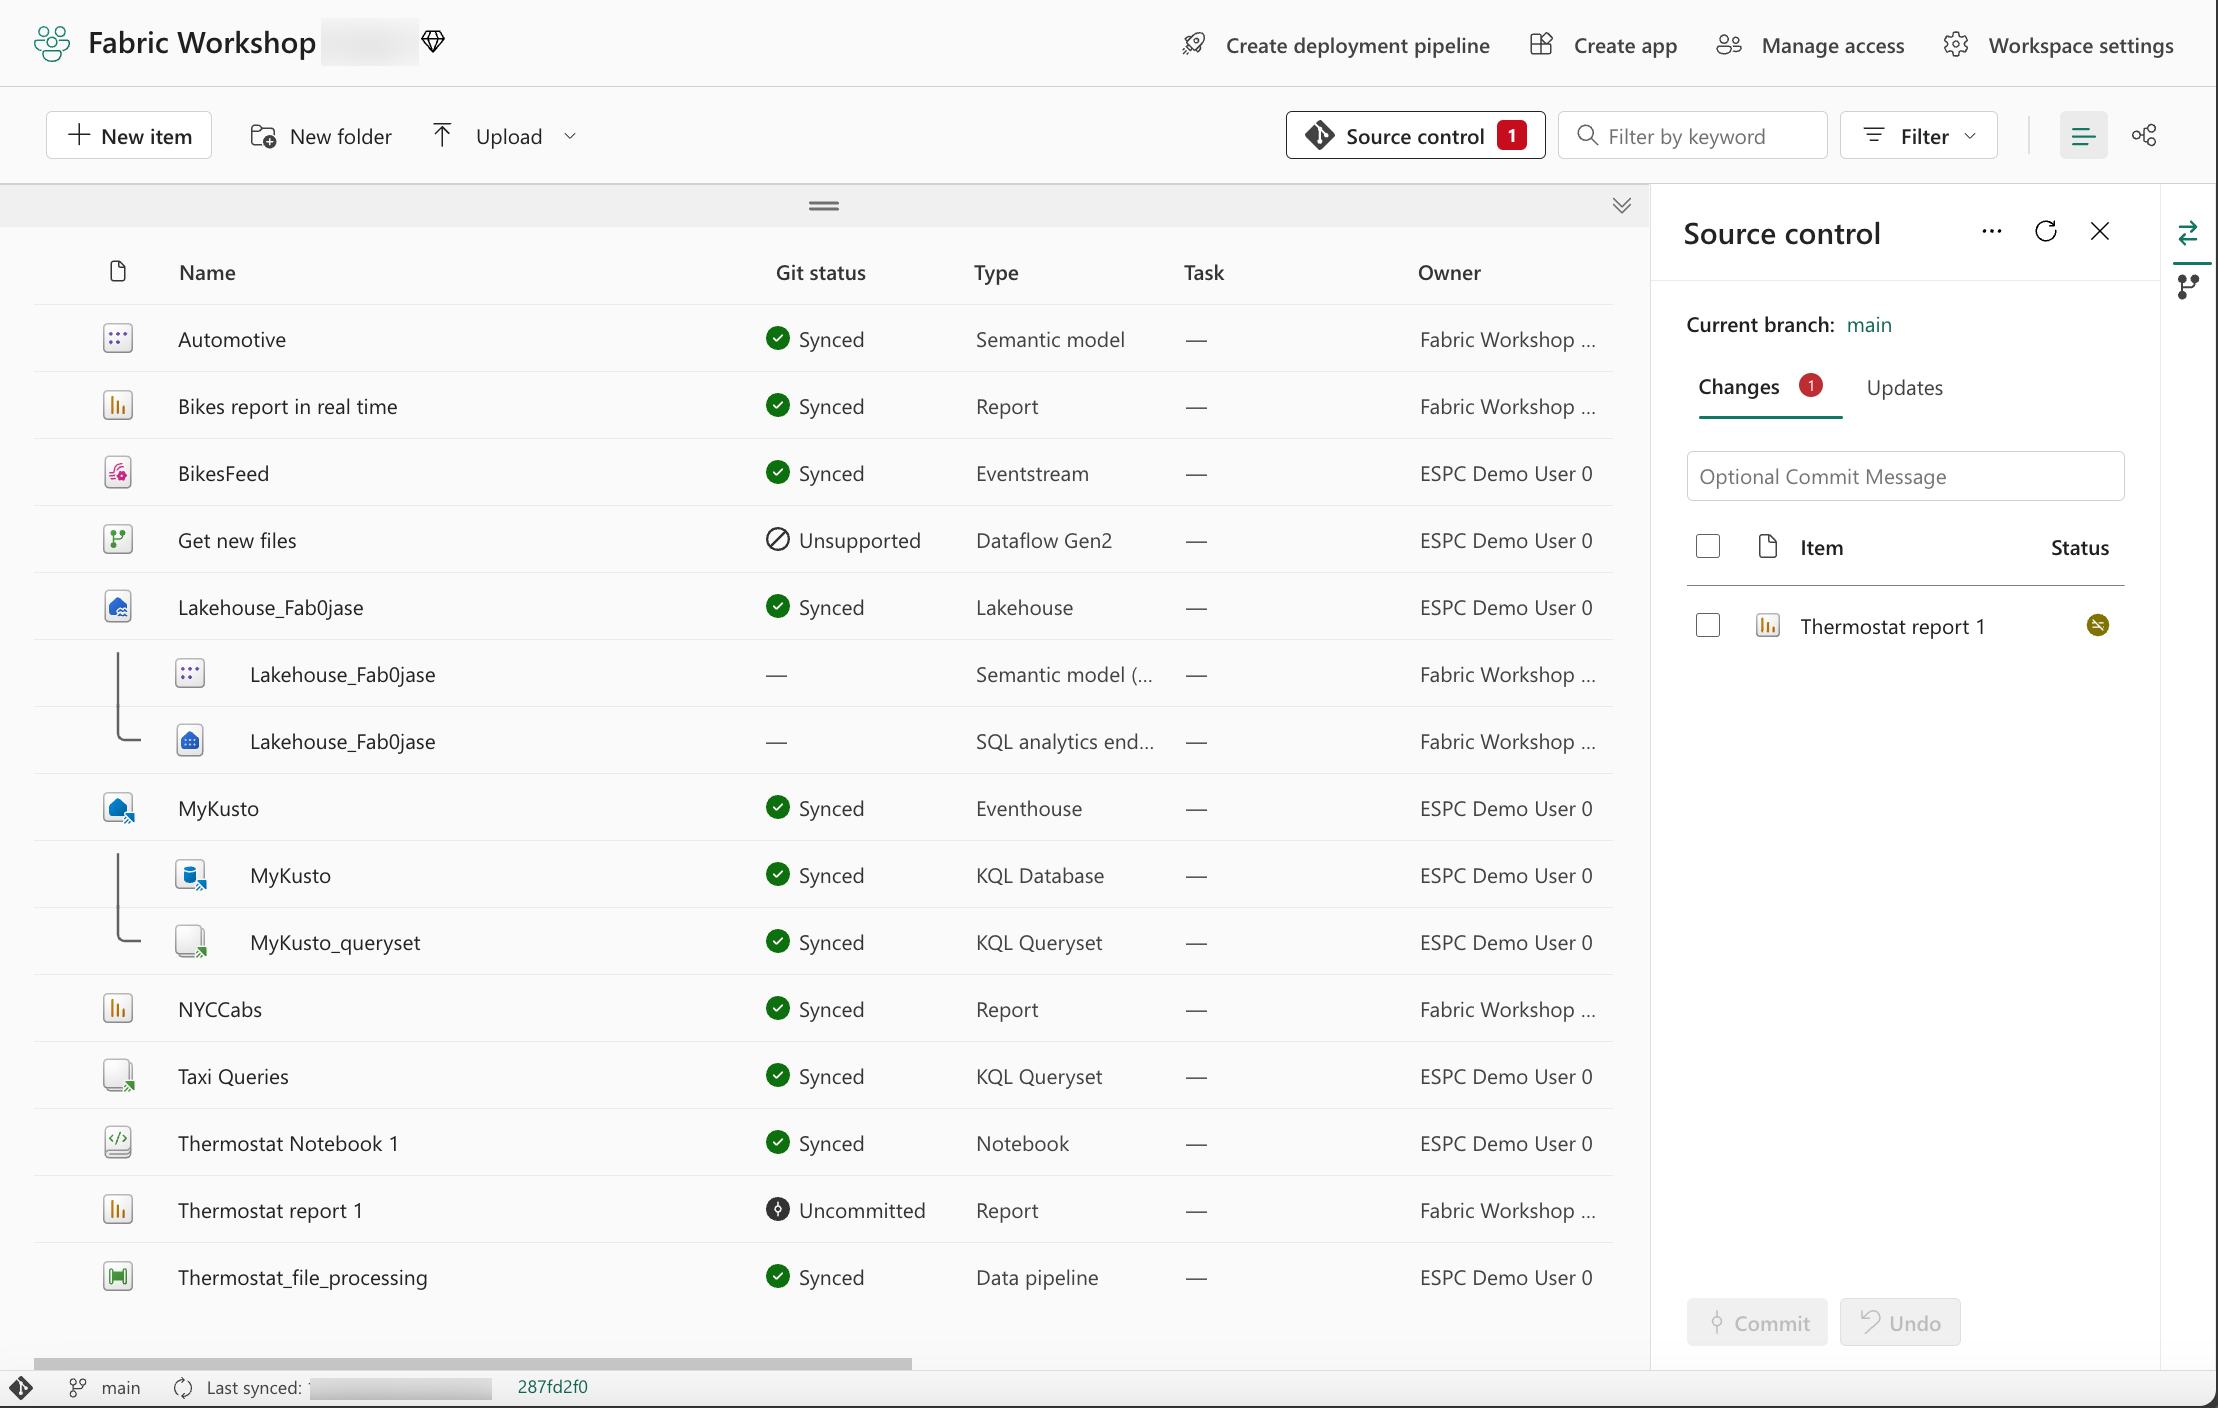 Fabric Workshop
Create deployment pipeline
Create app
Manage access
Workspace settings
New item
New folder
Upload
Source control 1
Filter by keyword
Filter
Name Git status Type Task Owner
Automotive Synced Semantic model — Fabric Workshop ...
Bikes report in real time Synced Report — Fabric Workshop ...
BikesFeed Synced Eventstream — ESPC Demo User 0
Get new files Unsupported Dataflow Gen2 — ESPC Demo User 0
Lakehouse_Fab0jase Synced Lakehouse — ESPC Demo User 0
Lakehouse_Fab0jase — Semantic model (... — Fabric Workshop ...
Lakehouse_Fab0jase — SQL analytics end... — Fabric Workshop ...
MyKusto Synced Eventhouse — ESPC Demo User 0
MyKusto Synced KQL Database — ESPC Demo User 0
MyKusto_queryset Synced KQL Queryset — ESPC Demo User 0
NYCCabs Synced Report — Fabric Workshop ...
Taxi Queries Synced KQL Queryset — ESPC Demo User 0
Thermostat Notebook 1 Synced Notebook — ESPC Demo User 0
Thermostat report 1 Uncommitted Report — Fabric Workshop ...
Thermostat_file_processing Synced Data pipeline — ESPC Demo User 0
Source control
Current branch: main
Changes 1 Updates
Optional Commit Message
Item Status
Thermostat report 1
Commit Undo
main Last synced: 287fd2f0